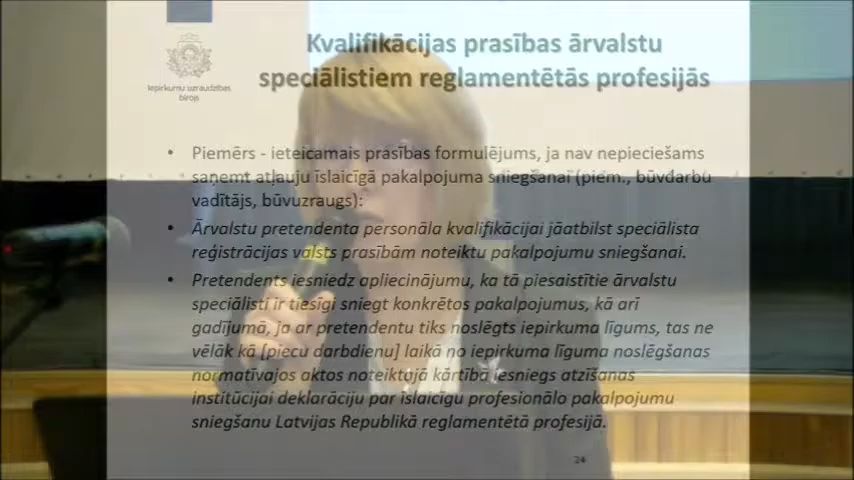 Kvalifikācijas prasības ārvalstu
speciālistiem reglamentētās profesijās
Iepirkumu uzraudzības
birojs
• Piemērs - ieteicamais prasības formulējums, ja nav nepieciešams
saņemt atļauju īslaicīgā pakalpojuma sniegšanai (piem., būvdarbu
vadītājs, būvuzraugs):
• Ārvalstu pretendenta personāla kvalifikācijai jāatbilst speciālista
reģistrācijas valsts prasībām noteiktu pakalpojumu sniegšanai.
• Pretendents iesniedz apliecinājumu, ka tā piesaistītie ārvalstu
speciālisti ir tiesīgi sniegt konkrētos pakalpojumus, kā arī
gadījumā, ja ar pretendentu tiks noslēgts iepirkuma līgums, tas ne
vēlāk kā [piecu darbdienu] laikā no iepirkuma līguma noslēgšanas
normatīvajos aktos noteiktajā kārtībā iesniegs atzīšanas
institūcijai deklarāciju par īslaicīgu profesionālo pakalpojumu
sniegšanu Latvijas Republikā reglamentētā profesijā.
24